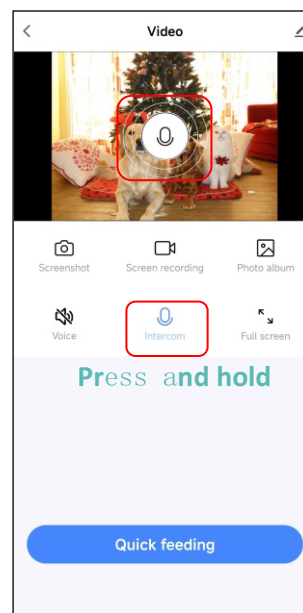 Video
Screenshot Screen recording Photo album
Voice Intercom Full screen
Press and hold
Quick feeding